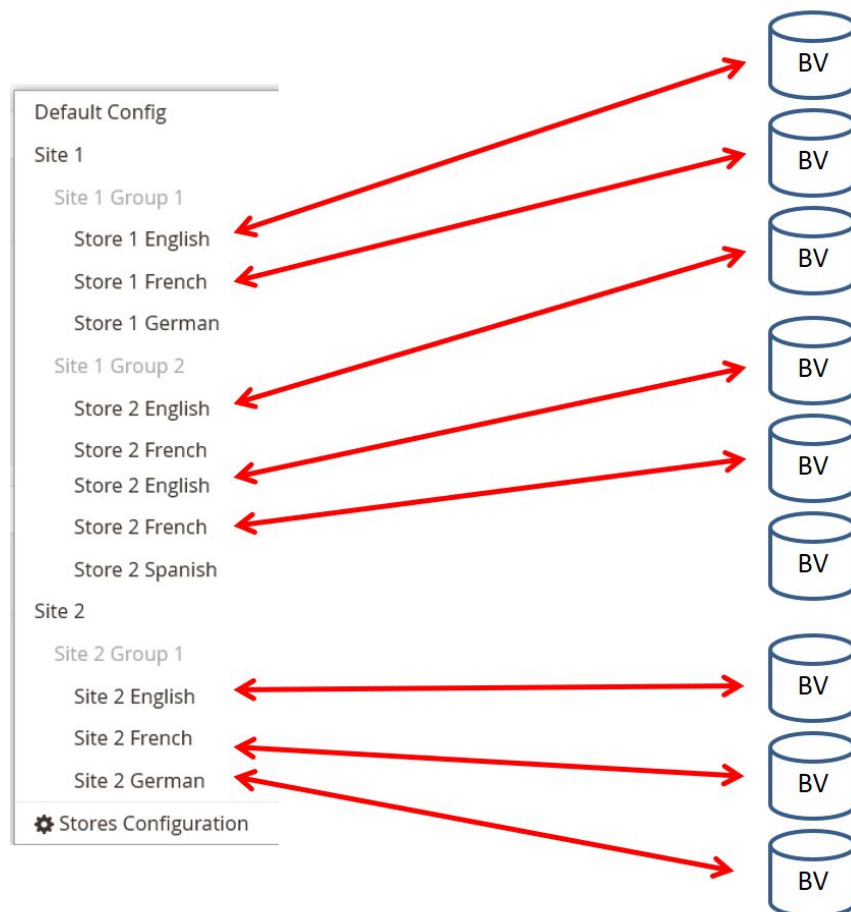 Default Config
Site 1
Site 1 Group 1
Store 1 English
Store 1 French
Store 1 German
Site 1 Group 2
Store 2 English
Store 2 French
Store 2 English
Store 2 French
Store 2 Spanish
Site 2
Site 2 Group 1
Site 2 English
Site 2 French
Site 2 German
Stores Configuration
BV
BV
BV
BV
BV
BV
BV
BV
BV